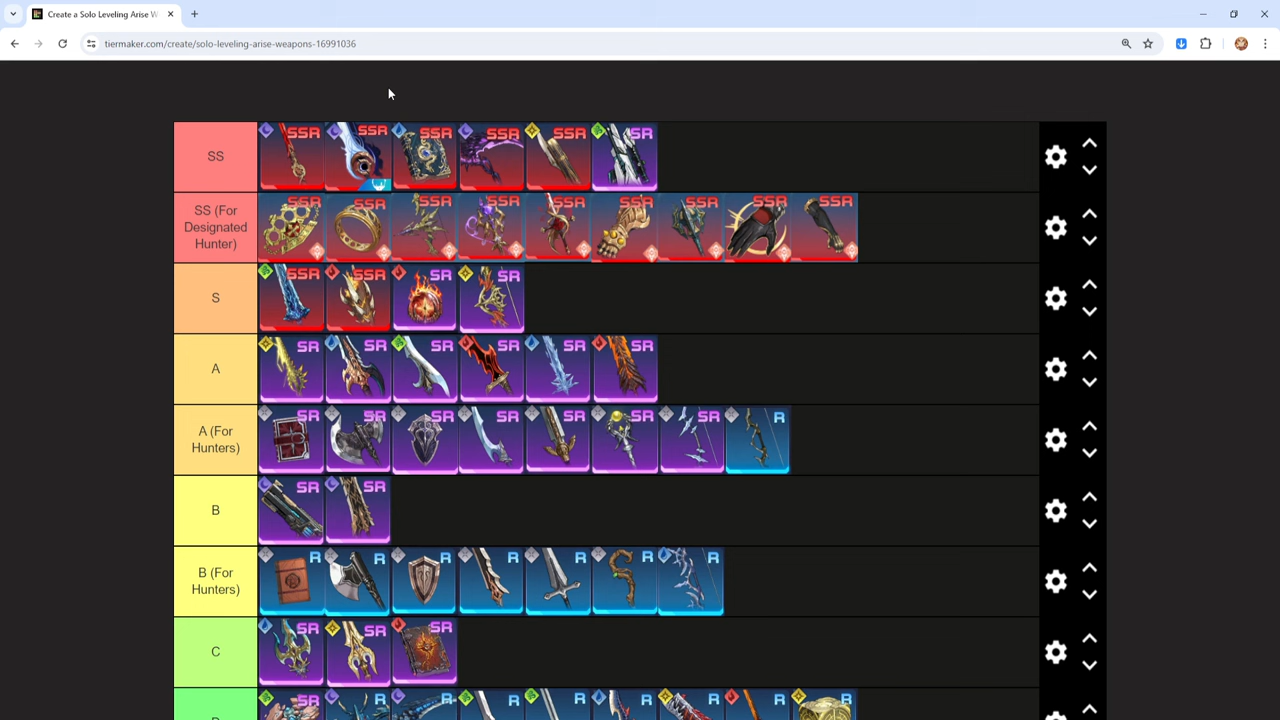 Create a Solo Leveling Arise W
tiermaker.com/create/solo-leveling-arise-weapons-16991036
SS
SSR SSR SSR SSR SSR SR
SS (For
Designated
Hunter)
SSR SSR SSR SSR SSR SSR SSR SSR SSR
S
SSR SSR SR SR
A
SR SR SR SR SR SR
A (For
Hunters)
SR SR SR SR SR SR SR R
B
SR SR
B (For
Hunters)
R R R R R R R
C
SR SR SR
SR R R R R R R R R